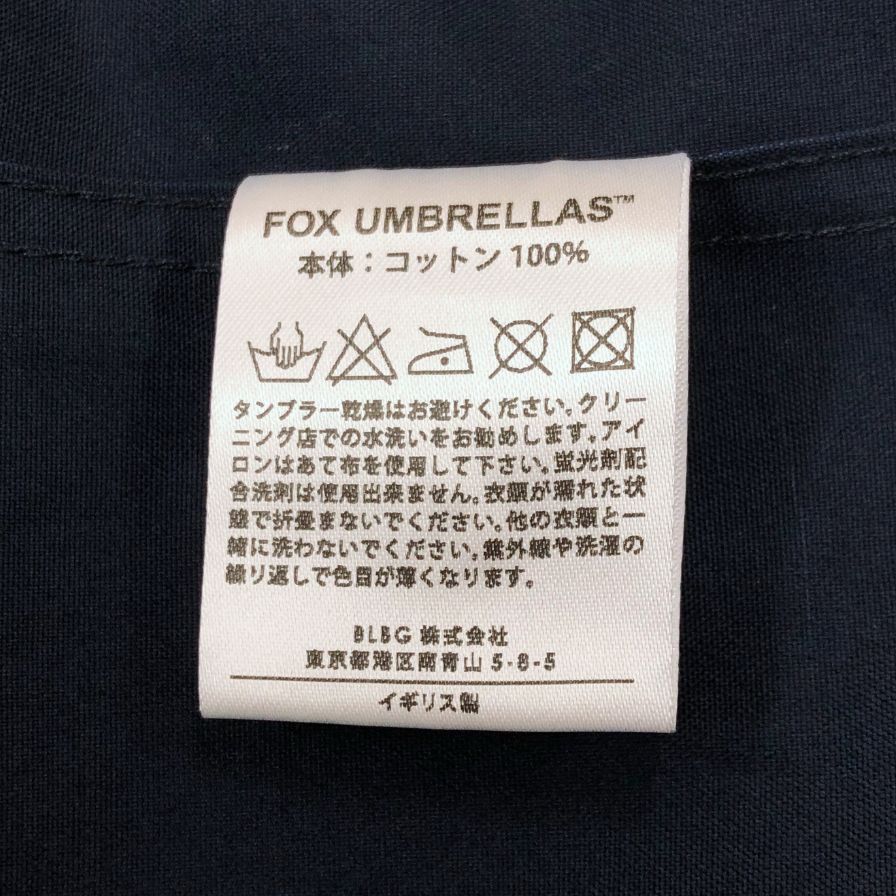 FOX UMBRELLAS™
本体：コットン 100%
タンブラー乾燥はお避けください。クリー
ニング店での水洗いをお勧めします。アイ
ロンはあて布を使用して下さい。蛍光剤配
合洗剤は使用出来ません。衣類が濡れた状
態で折畳まないでください。他の衣類と一
緒に洗わないでください。紫外線や洗濯の
繰り返しで色目が薄くなります。
BLBG 株式会社
東京都港区南青山 5-8-5
イギリス製